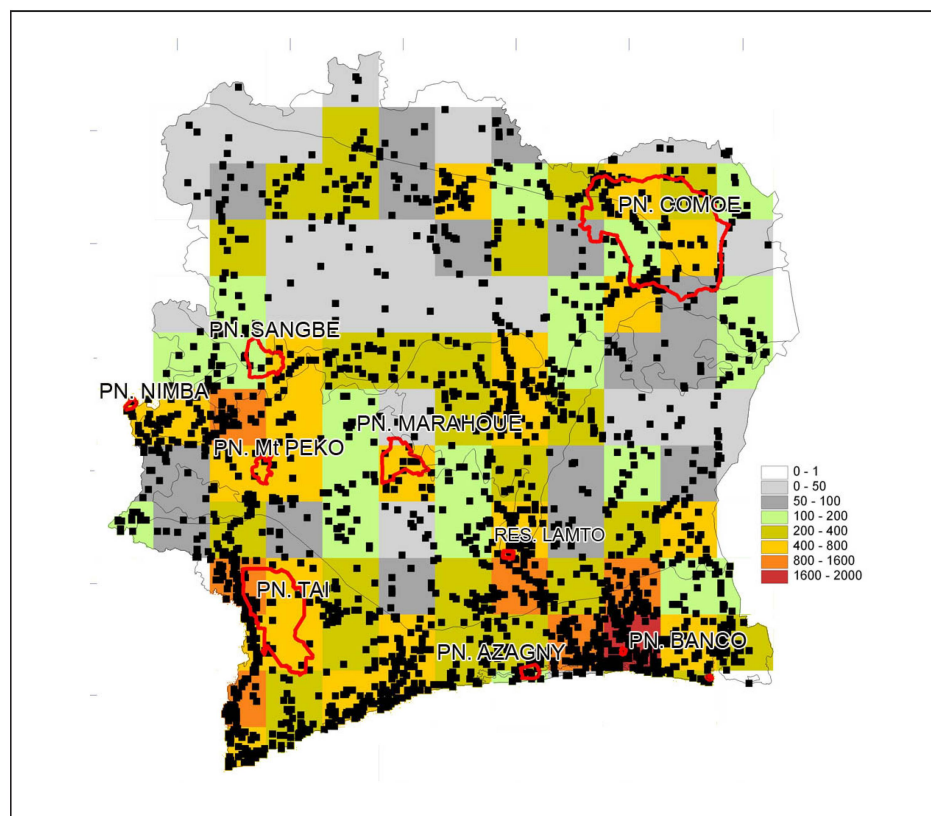 PN. COMOE
PN. SANGBE
PN. NIMBA
PN. MARAHOUE
PN. Mt PEKO
RES. LAMTO
PN. TAI
PN. BANCO
PN. AZAGNY
0 - 1
0 - 50
50 - 100
100 - 200
200 - 400
400 - 800
800 - 1600
1600 - 2000